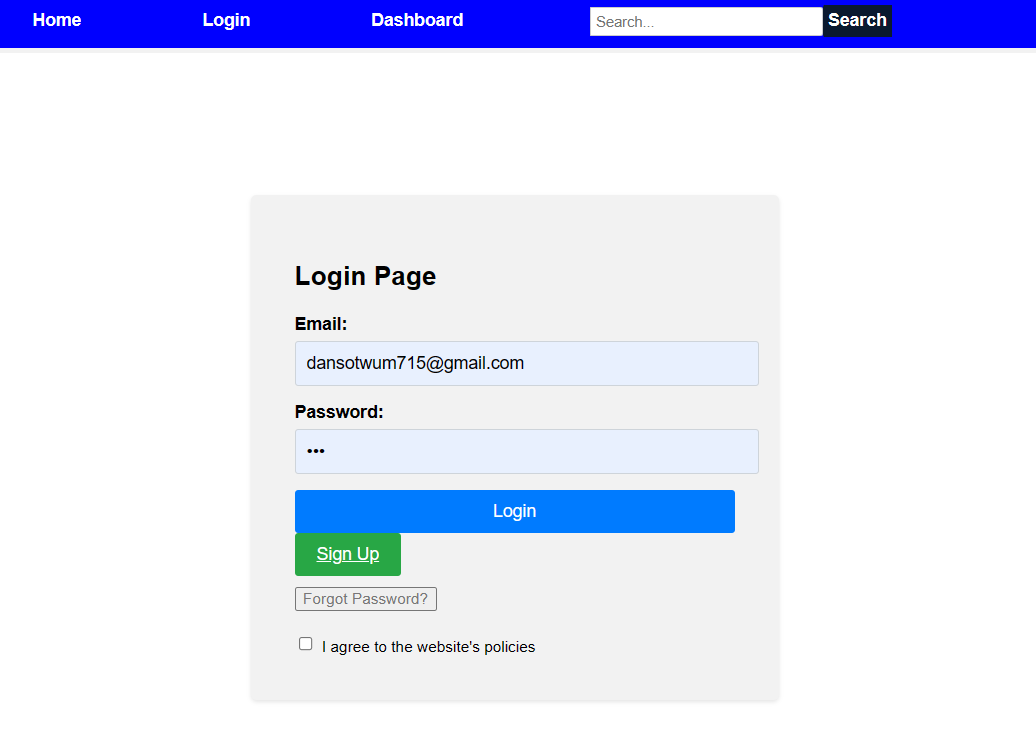 Home Login Dashboard Search... Search
Login Page
Email:
dansotwum715@gmail.com
Password:
•••
Login
Sign Up
Forgot Password?
I agree to the website's policies